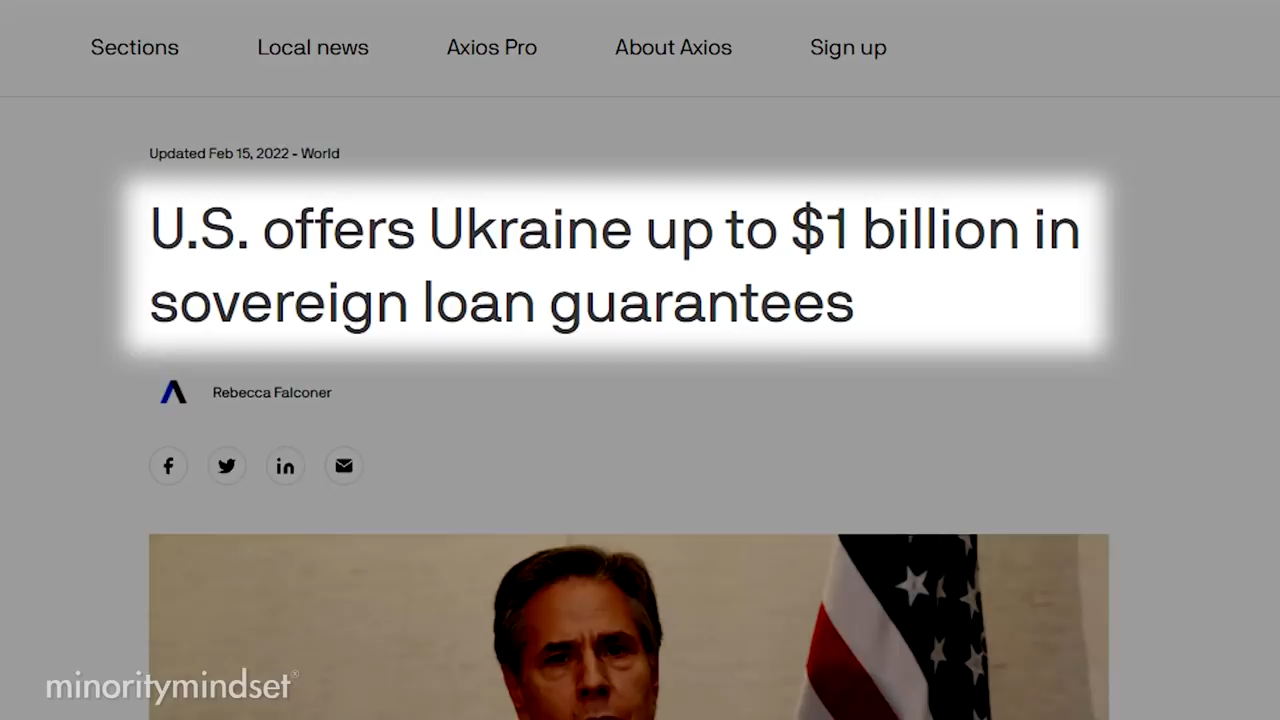 Sections Local news Axios Pro About Axios Sign up
Updated Feb 15, 2022 - World
U.S. offers Ukraine up to $1 billion in
sovereign loan guarantees
Rebecca Falconer
minoritymindset®